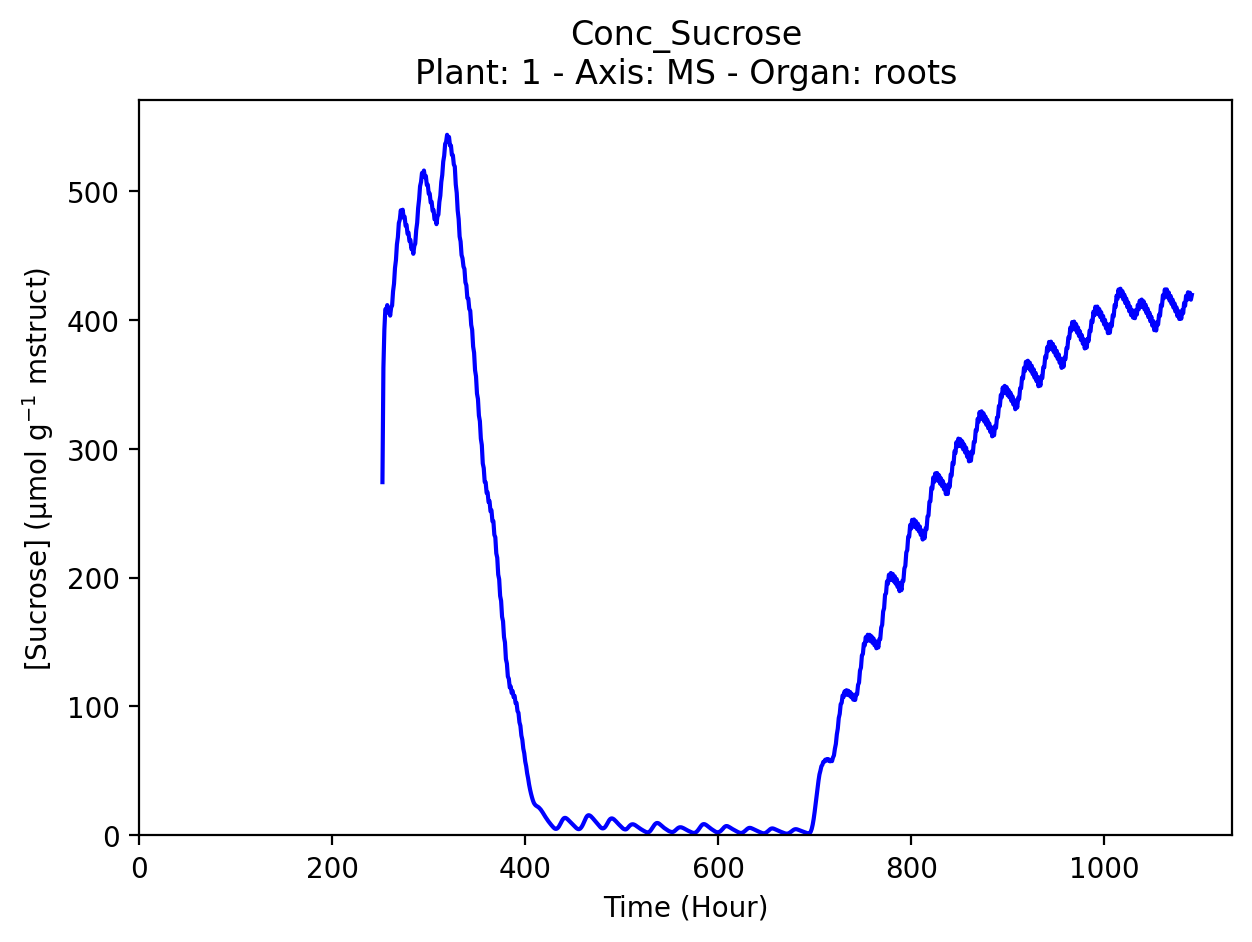 Conc_Sucrose
Plant: 1 - Axis: MS - Organ: roots
[Sucrose] (µmol g⁻¹ mstruct)
500
400
300
200
100
0
0 200 400 600 800 1000
Time (Hour)